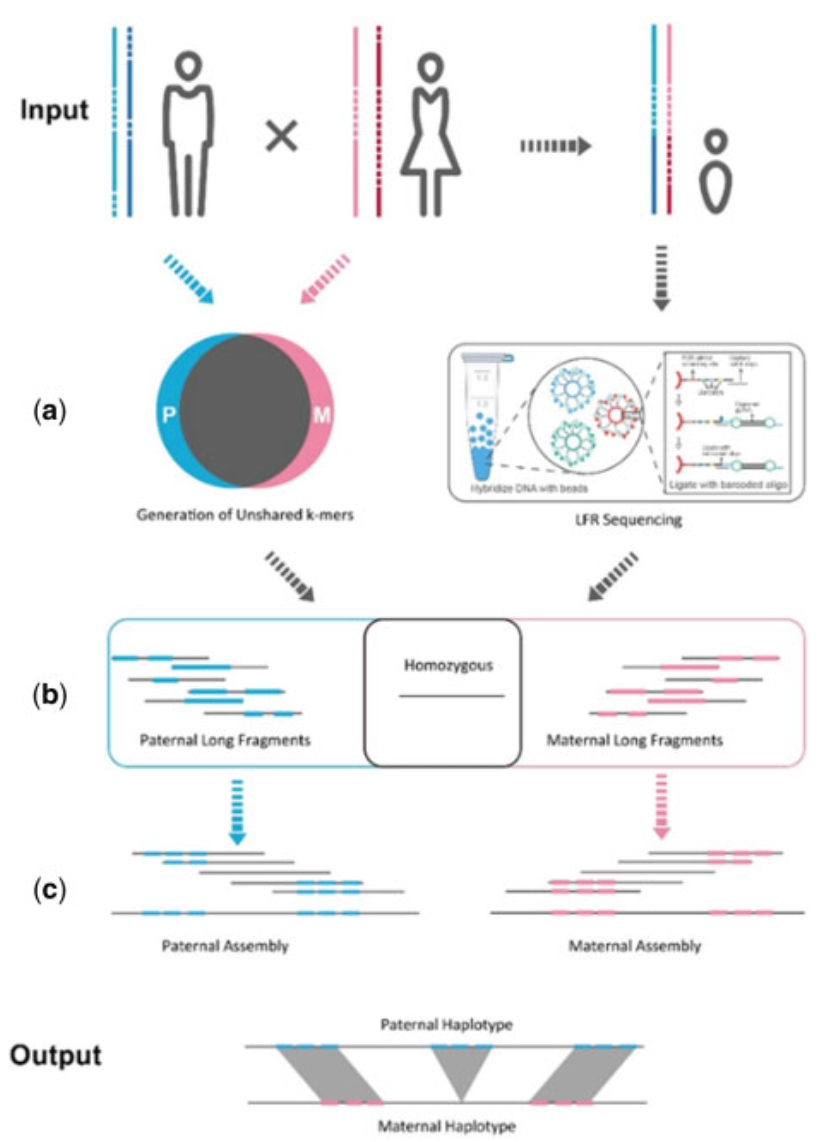 Input
(a)
P
M
Hybridize DNA with beads
Ligate with barcoded oligo
Generation of Unshared k-mers
LFR Sequencing
(b)
Homozygous
Paternal Long Fragments
Maternal Long Fragments
(c)
Paternal Assembly
Maternal Assembly
Output
Paternal Haplotype
Maternal Haplotype